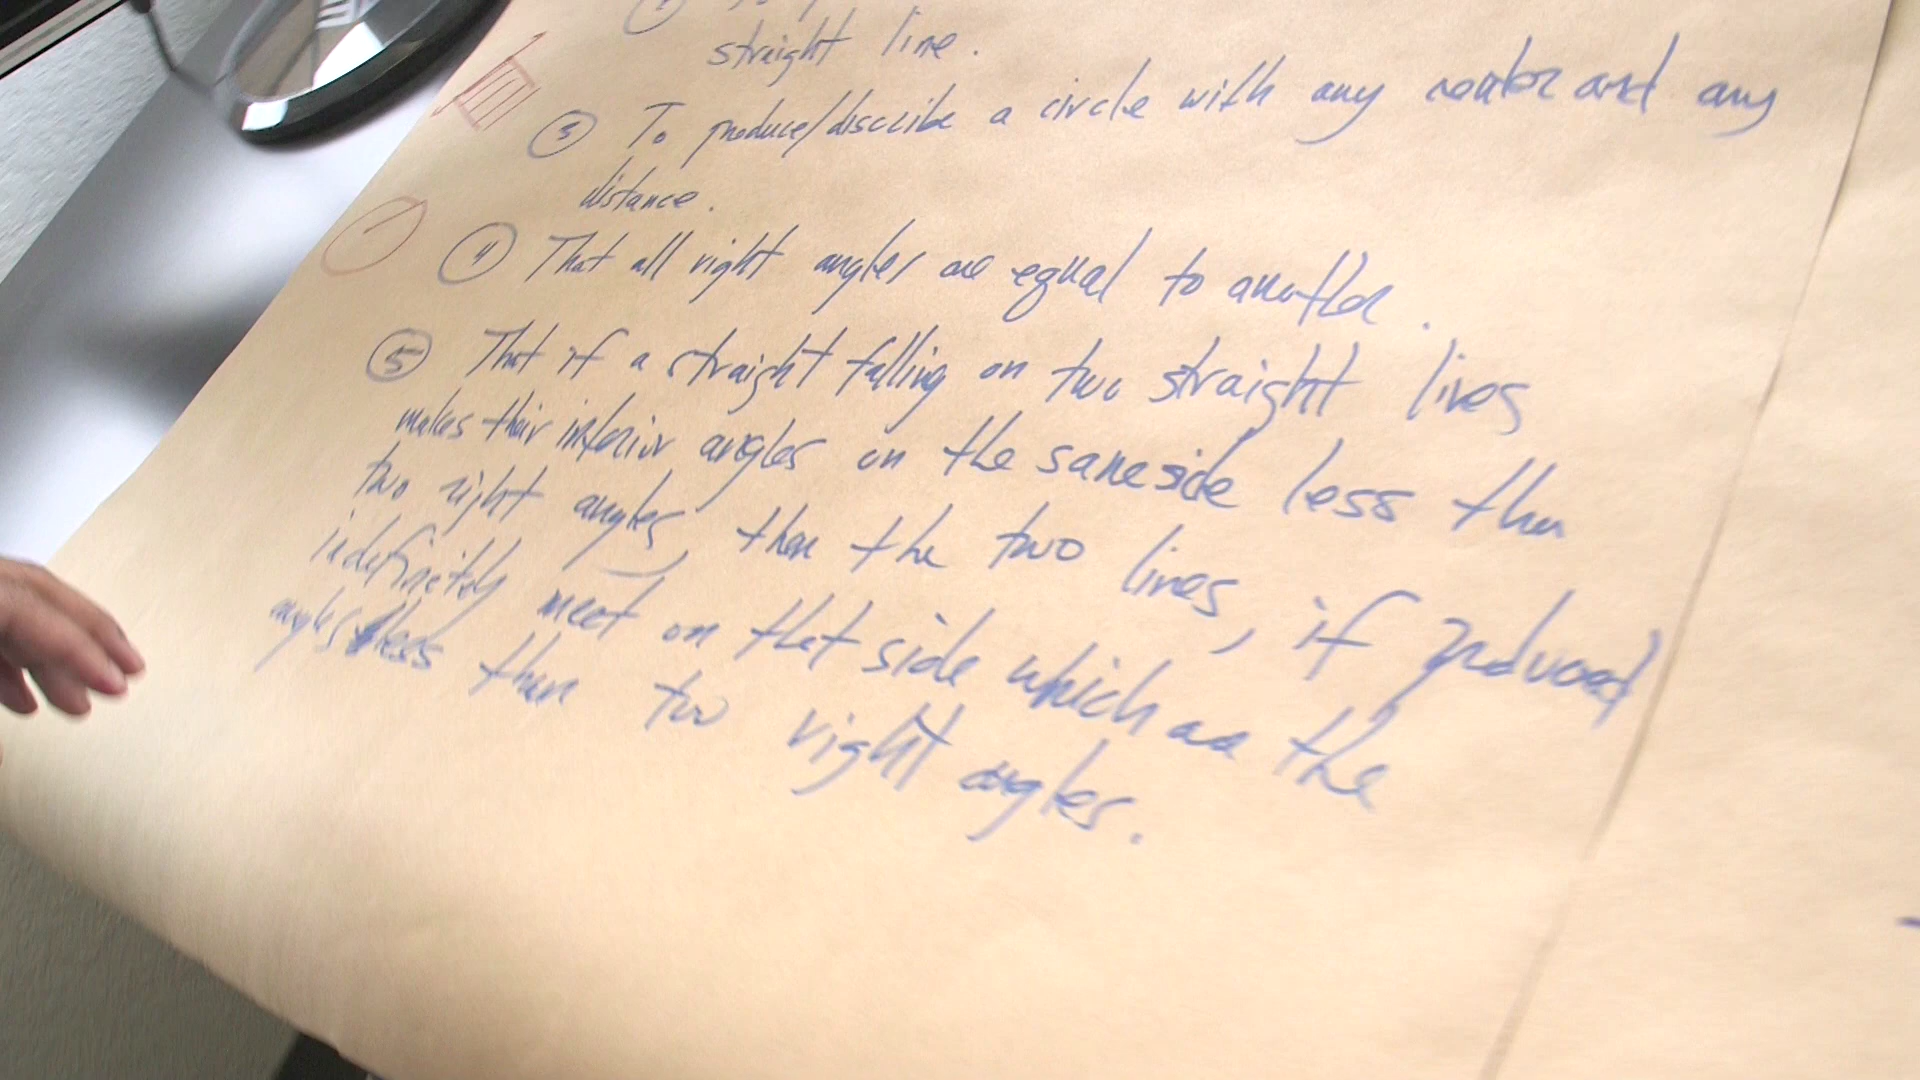 straight line.
③ To produce/discribe a circle with any center and any
distance.
④ That all right angles are equal to another.
⑤ That if a straight falling on two straight lines
makes their interior angles on the same side less than
two right angles, then the two lines, if produced
indefinitely meet on that side which are the
angles less than two right angles.